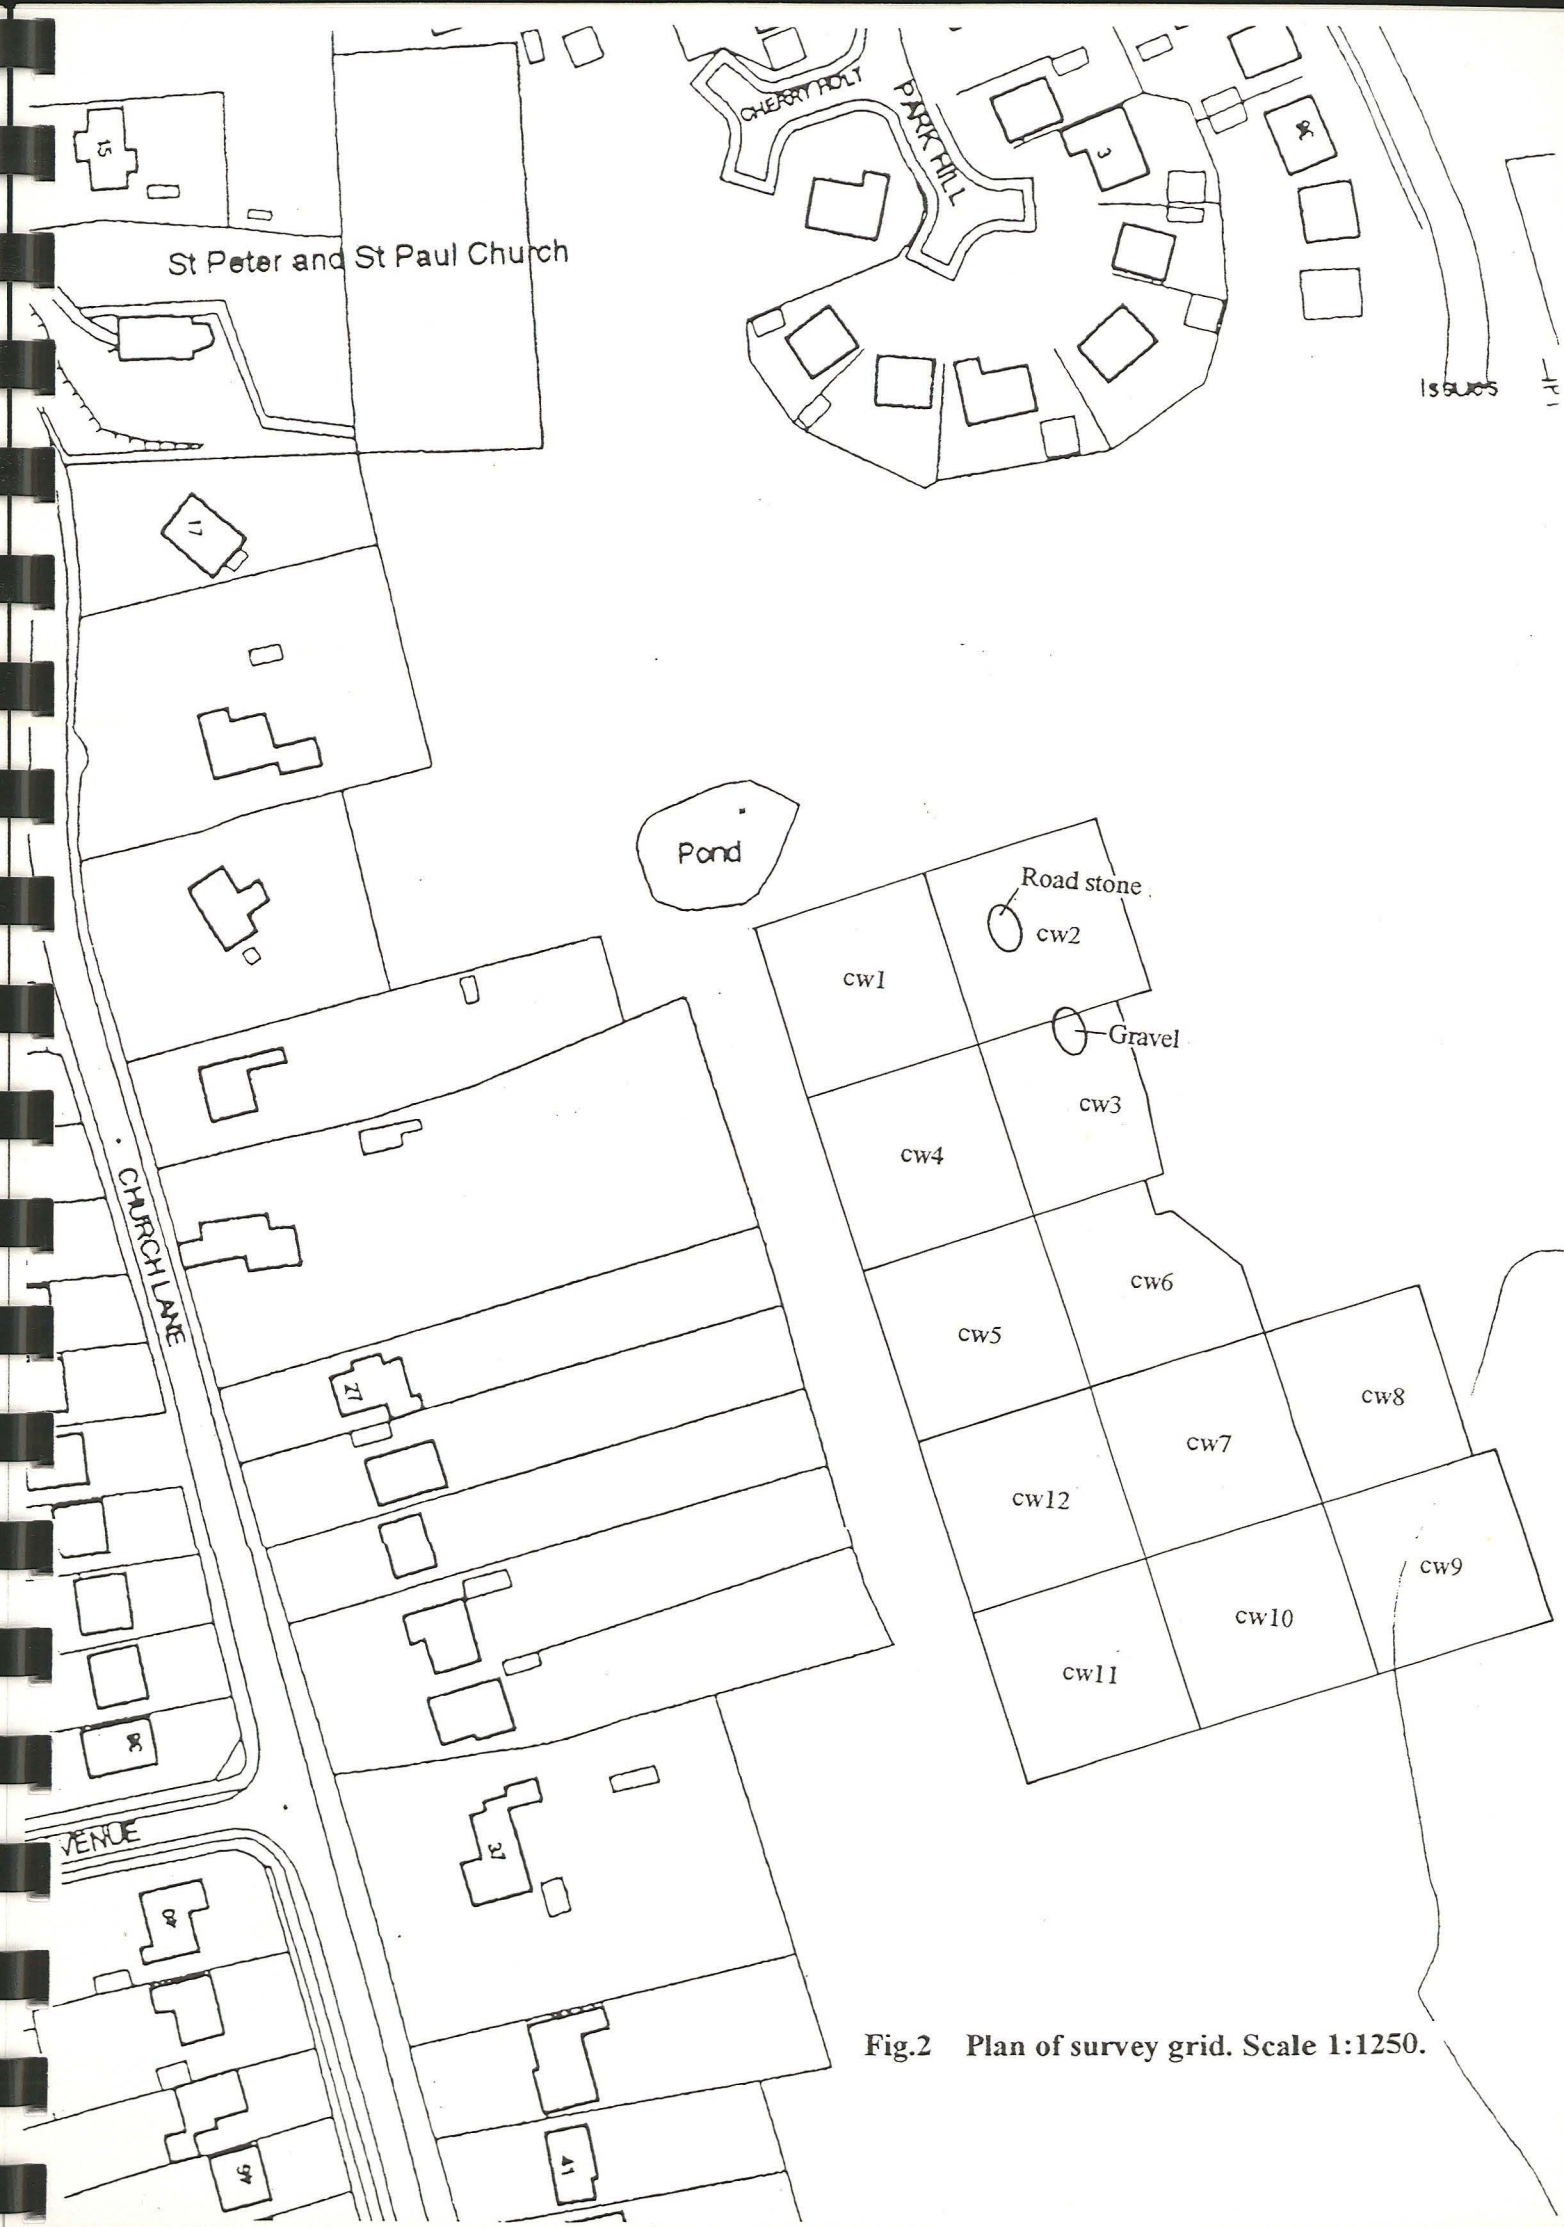 CHERRY HOLT
PARK HILL
3
15
St Peter and St Paul Church
Issues
17
Pond
Road stone
cw2
cw1
Gravel
cw3
cw4
CHURCH LANE
cw6
cw5
27
cw8
cw7
cw12
cw9
cw10
cw11
37
VENUE
40
Fig.2 Plan of survey grid. Scale 1:1250.
41
46